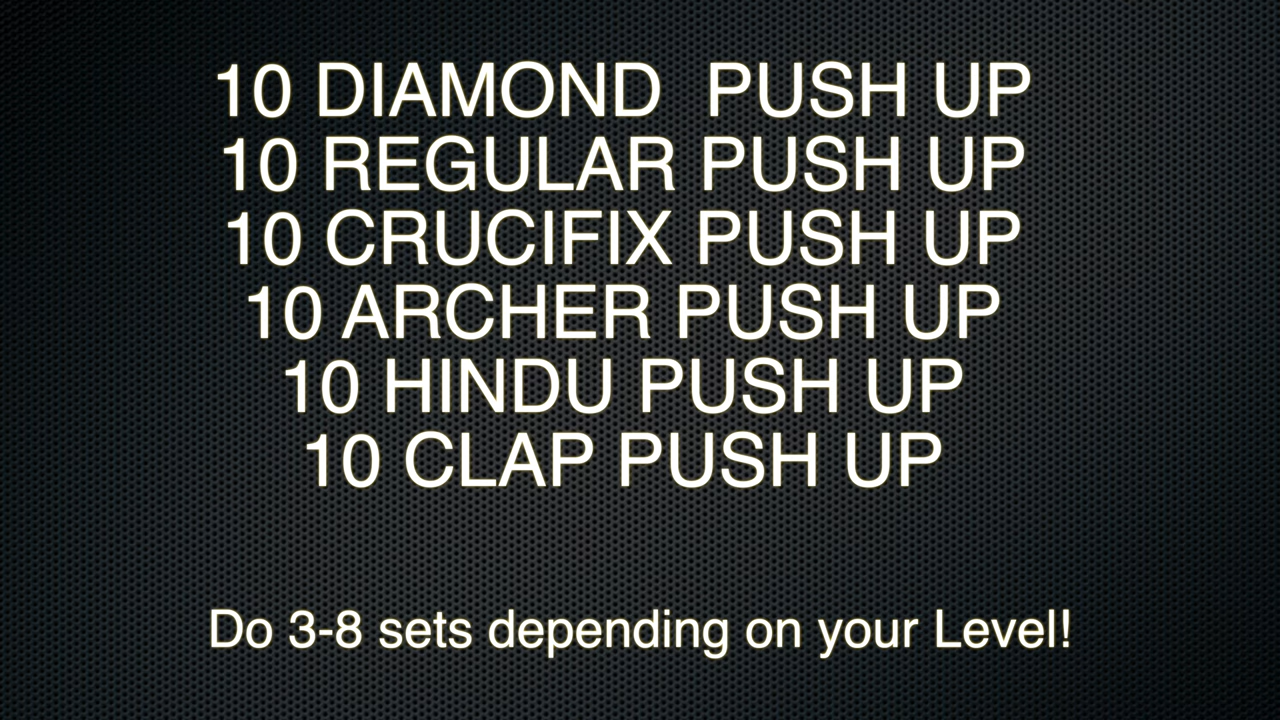 10 DIAMOND  PUSH UP
10 REGULAR PUSH UP
10 CRUCIFIX PUSH UP
10 ARCHER PUSH UP
10 HINDU PUSH UP
10 CLAP PUSH UP
Do 3-8 sets depending on your Level!